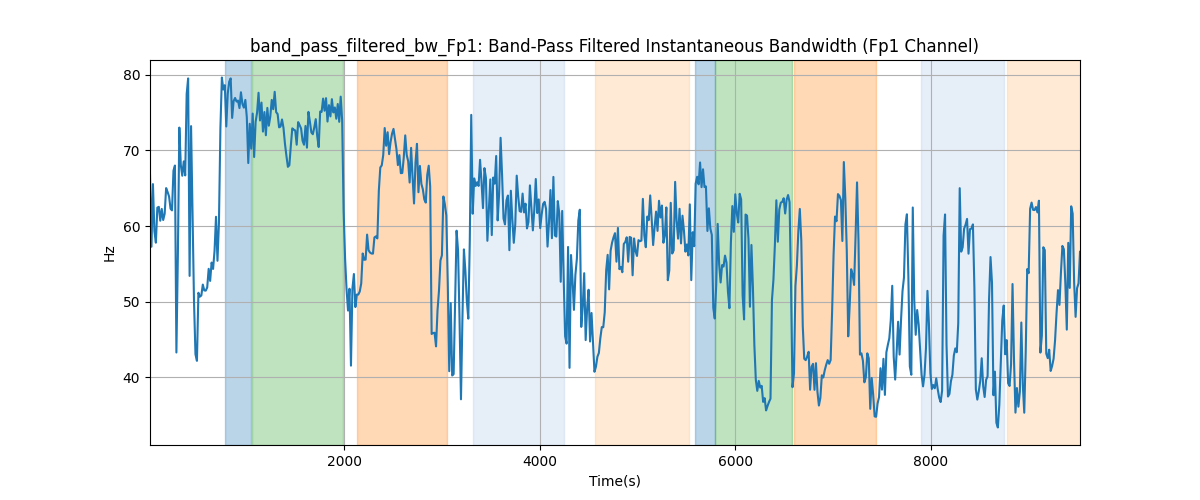 band_pass_filtered_bw_Fp1: Band-Pass Filtered Instantaneous Bandwidth (Fp1 Channel)
80
70
60
50
40
Hz
2000 4000 6000 8000
Time(s)